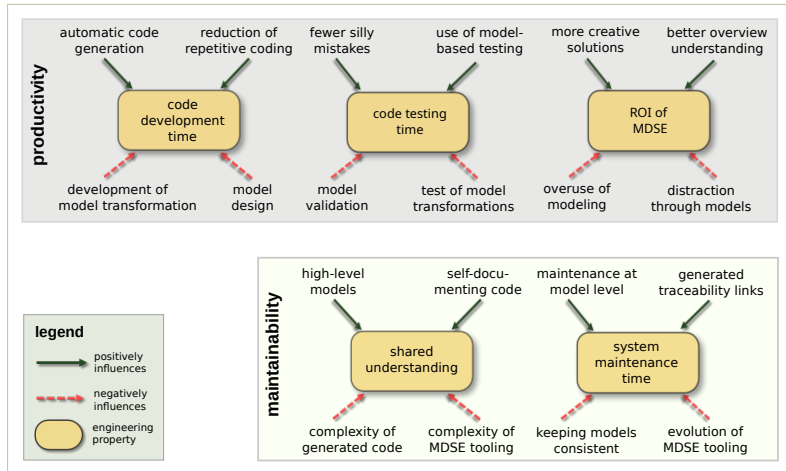 productivity
automatic code
generation
reduction of
repetitive coding
fewer silly
mistakes
use of model-
based testing
more creative
solutions
better overview
understanding
code
development
time
code testing
time
ROI of
MDSE
development of
model transformation
model
design
model
validation
test of model
transformations
overuse of
modeling
distraction
through models
maintainability
high-level
models
self-docu-
menting code
maintenance at
model level
generated
traceability links
shared
understanding
system
maintenance
time
complexity of
generated code
complexity of
MDSE tooling
keeping models
consistent
evolution of
MDSE tooling
legend
positively
influences
negatively
influences
engineering
property